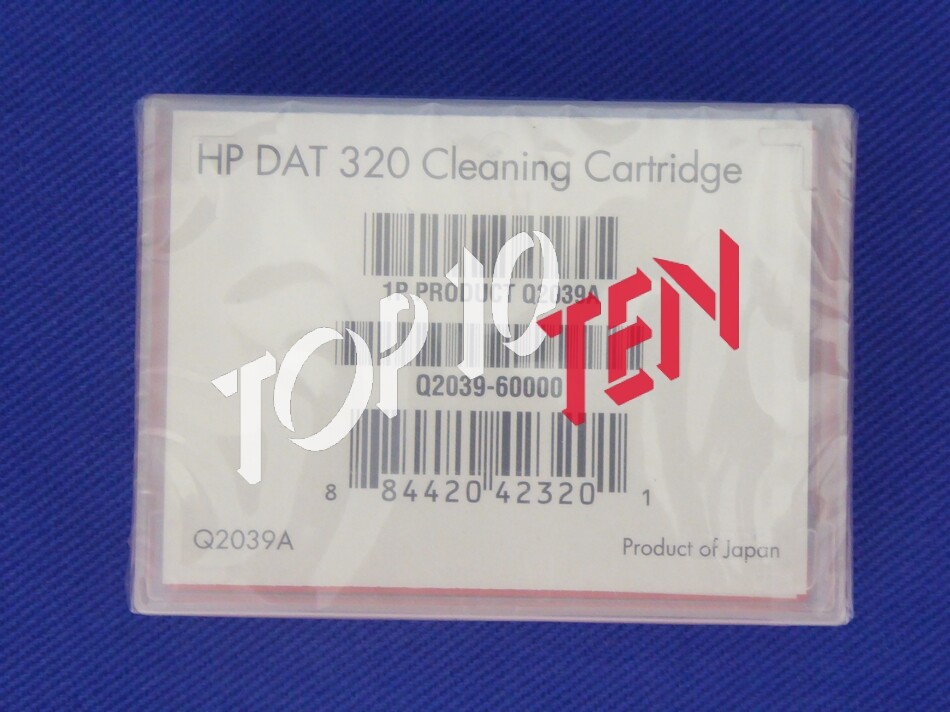 HP DAT 320 Cleaning Cartridge
1P PRODUCT Q2039A
TOP 10 TEN
Q2039-60000
8 84420 42320 1
Q2039A
Product of Japan